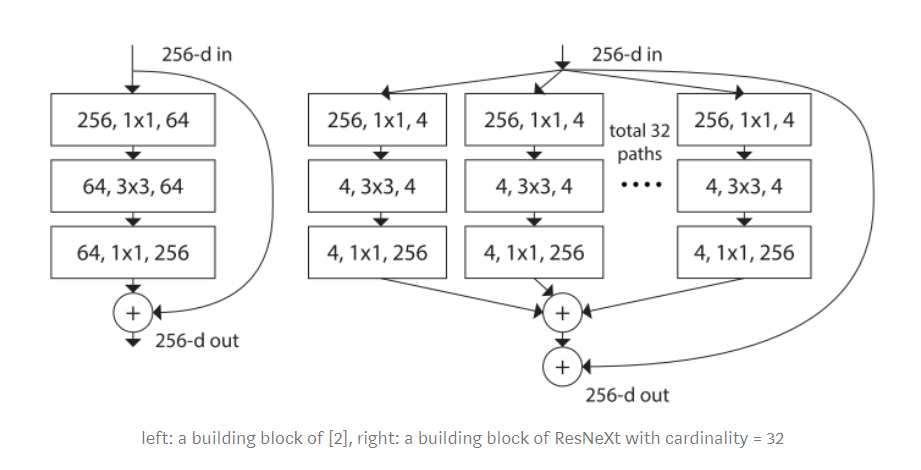 256-d in
256, 1x1, 64
64, 3x3, 64
64, 1x1, 256
+
256-d out
256-d in
256, 1x1, 4
256, 1x1, 4
total 32
paths
....
256, 1x1, 4
4, 3x3, 4
4, 3x3, 4
4, 3x3, 4
4, 1x1, 256
4, 1x1, 256
4, 1x1, 256
+
+
256-d out
left: a building block of [2], right: a building block of ResNeXt with cardinality = 32